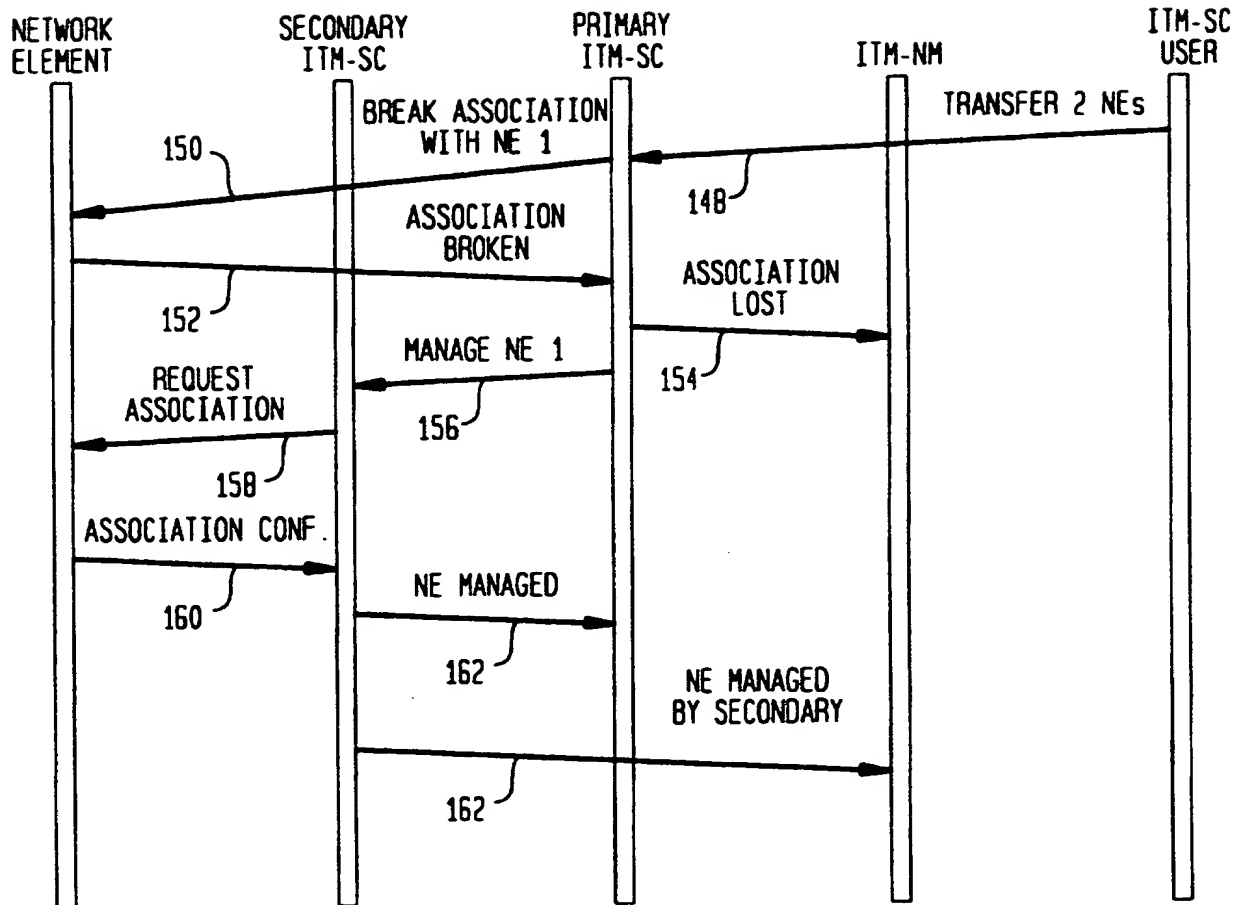 NETWORK
ELEMENT
SECONDARY
ITM-SC
PRIMARY
ITM-SC
ITM-NM
ITM-SC
USER
TRANSFER 2 NEs
148
BREAK ASSOCIATION
WITH NE 1
150
ASSOCIATION
BROKEN
152
ASSOCIATION
LOST
154
MANAGE NE 1
156
REQUEST
ASSOCIATION
158
ASSOCIATION CONF.
160
NE MANAGED
162
NE MANAGED
BY SECONDARY
162